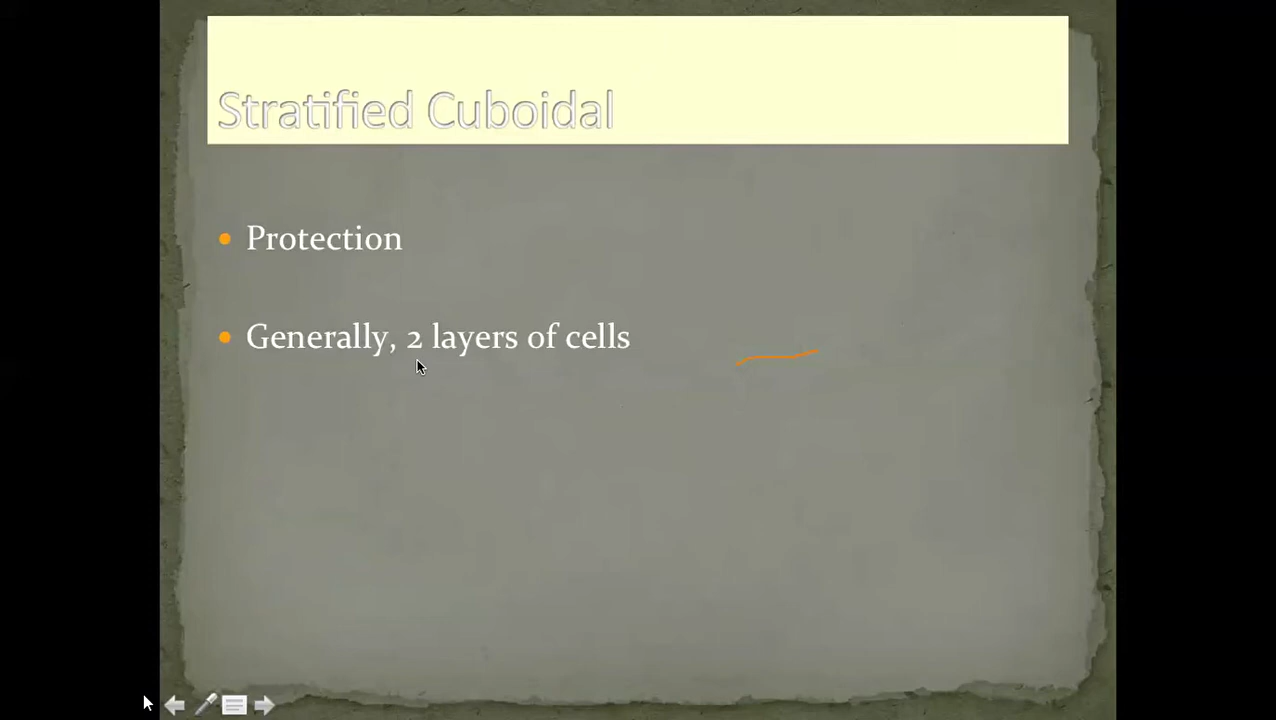 Stratified Cuboidal
• Protection
• Generally, 2 layers of cells